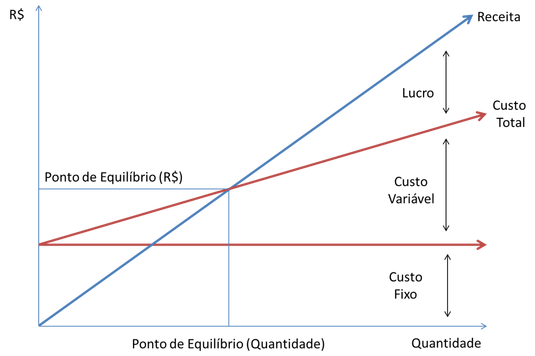 R$
Receita
Lucro
Custo
Total
Ponto de Equilíbrio (R$)
Custo
Variável
Custo
Fixo
Ponto de Equilíbrio (Quantidade)
Quantidade